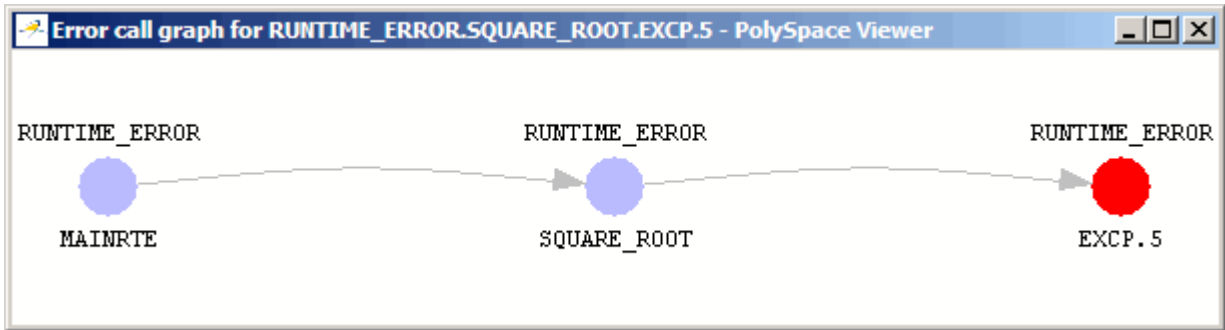 Error call graph for RUNTIME_ERROR.SQUARE_ROOT.EXCP.5 - PolySpace Viewer
RUNTIME_ERROR RUNTIME_ERROR RUNTIME_ERROR
MAINRTE SQUARE_ROOT EXCP.5